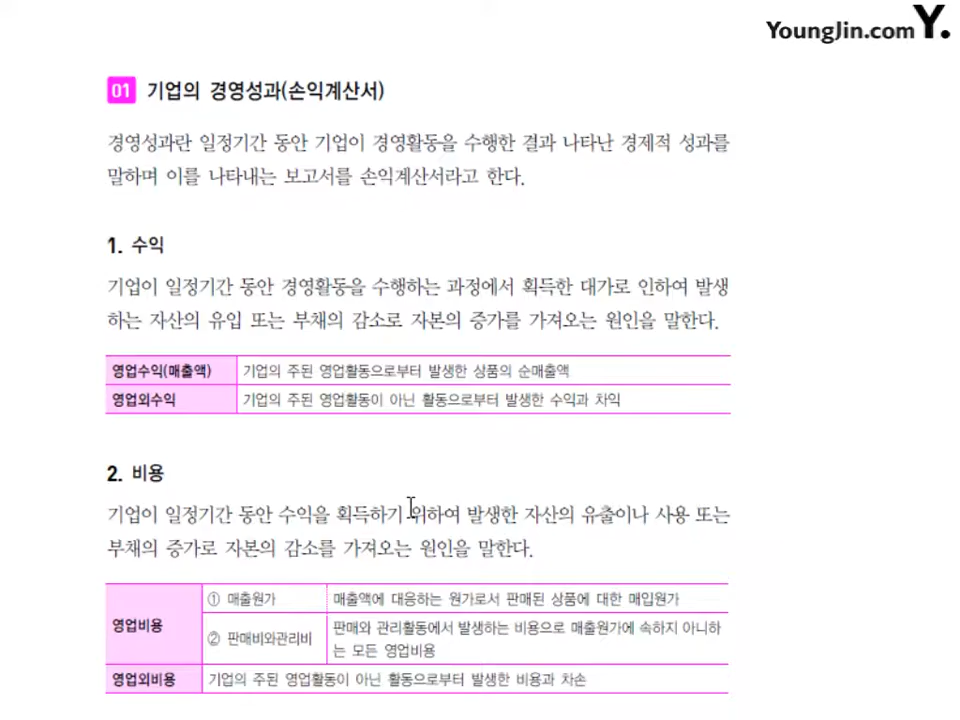 YoungJin.com Y.
01 기업의 경영성과(손익계산서)
경영성과란 일정기간 동안 기업이 경영활동을 수행한 결과 나타난 경제적 성과를
말하며 이를 나타내는 보고서를 손익계산서라고 한다.
1. 수익
기업이 일정기간 동안 경영활동을 수행하는 과정에서 획득한 대가로 인하여 발생
하는 자산의 유입 또는 부채의 감소로 자본의 증가를 가져오는 원인을 말한다.
영업수익(매출액) 기업의 주된 영업활동으로부터 발생한 상품의 순매출액
영업외수익 기업의 주된 영업활동이 아닌 활동으로부터 발생한 수익과 차익
2. 비용
기업이 일정기간 동안 수익을 획득하기 위하여 발생한 자산의 유출이나 사용 또는
부채의 증가로 자본의 감소를 가져오는 원인을 말한다.
영업비용
① 매출원가 매출액에 대응하는 원가로서 판매된 상품에 대한 매입원가
② 판매비와관리비 판매와 관리활동에서 발생하는 비용으로 매출원가에 속하지 아니하
는 모든 영업비용
영업외비용 기업의 주된 영업활동이 아닌 활동으로부터 발생한 비용과 차손